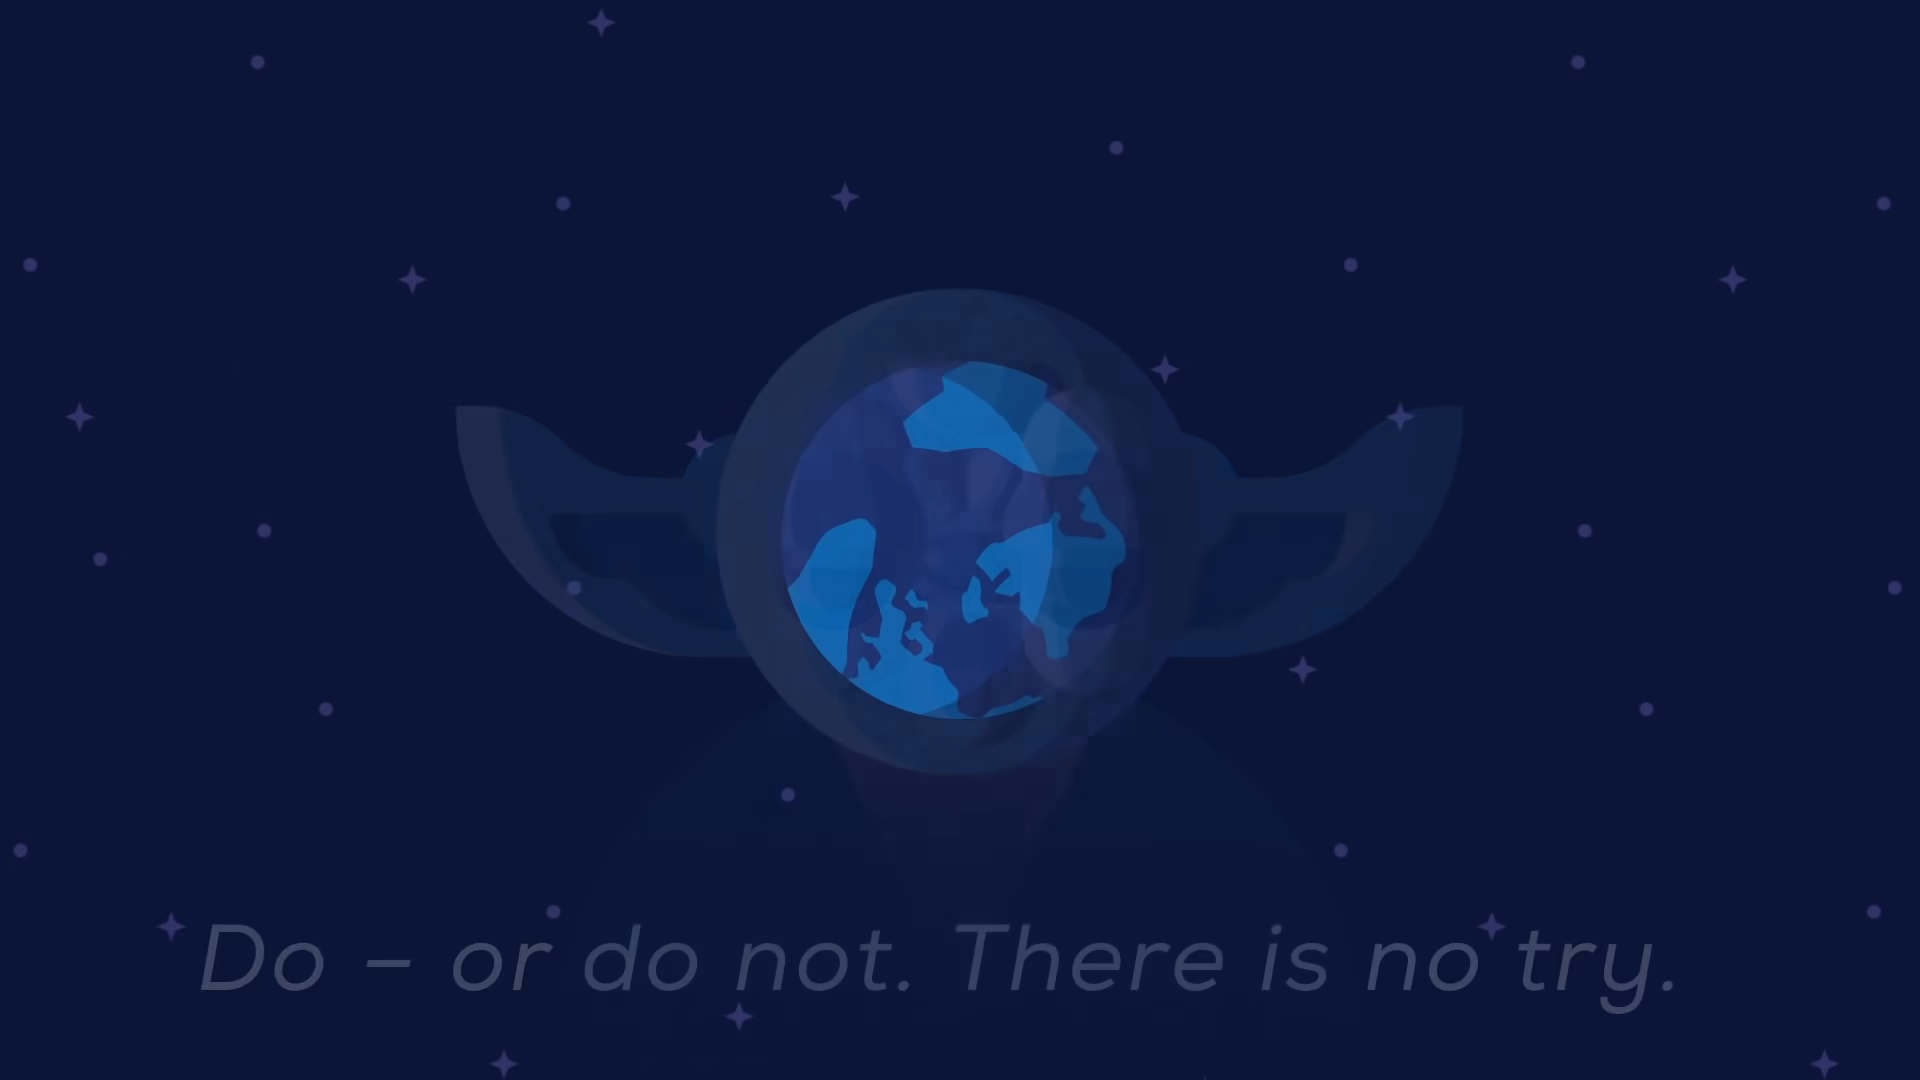 Do – or do not. There is no try.